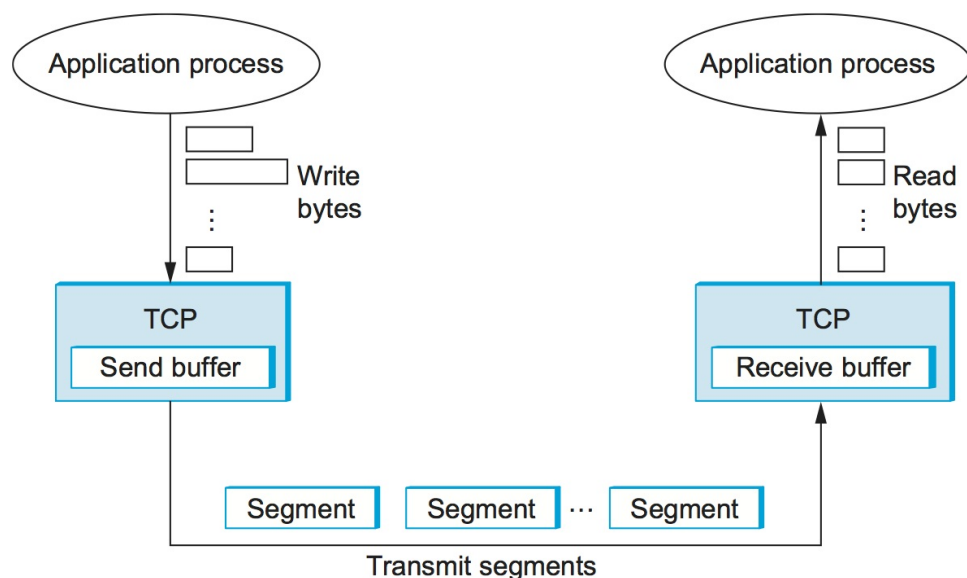 Application process
Application process
Write
bytes
⋮
Read
bytes
⋮
TCP
Send buffer
TCP
Receive buffer
Segment
Segment
...
Segment
Transmit segments